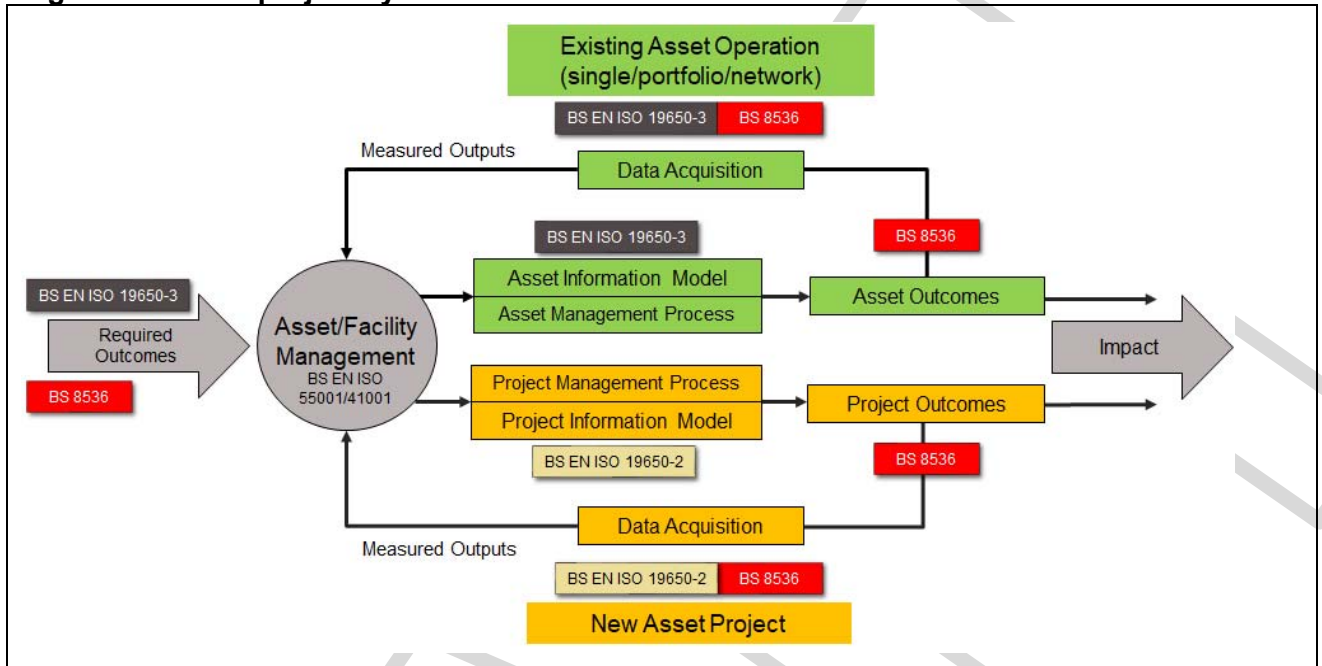 Existing Asset Operation
(single/portfolio/network)
BS EN ISO 19650-3 BS 8536
Measured Outputs
Data Acquisition
BS EN ISO 19650-3
BS 8536
Asset Information Model
Asset Management Process
Asset Outcomes
BS EN ISO 19650-3
Required
Outcomes
BS 8536
Asset/Facility
Management
BS EN ISO
55001/41001
Impact
Project Management Process
Project Information Model
Project Outcomes
BS EN ISO 19650-2
BS 8536
Data Acquisition
Measured Outputs
BS EN ISO 19650-2 BS 8536
New Asset Project